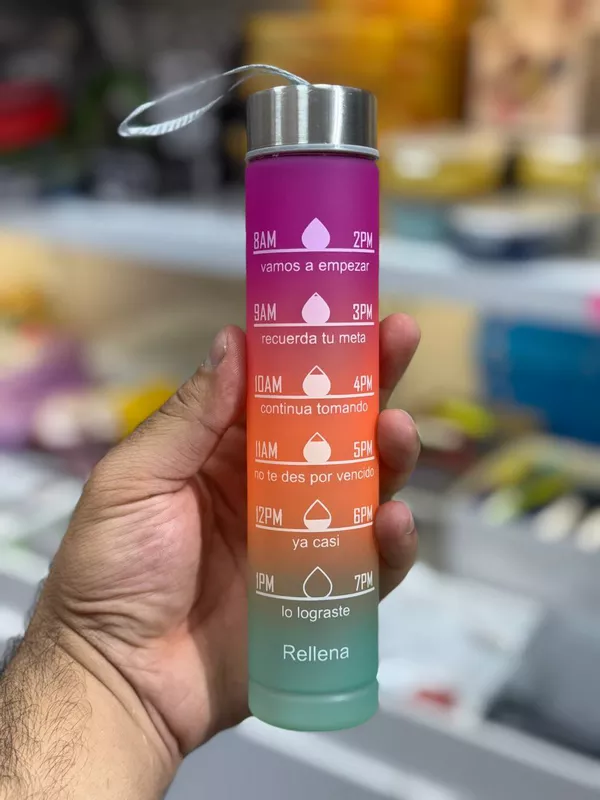 8AM 2PM
vamos a empezar
9AM 3PM
recuerda tu meta
10AM 4PM
continua tomando
11AM 5PM
no te des por vencido
12PM 6PM
ya casi
1PM 7PM
lo lograste
Rellena